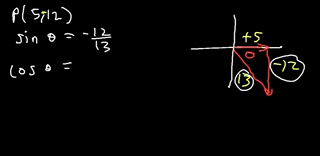 P(5,-12)
sin θ = -12/13
cos θ =
+5
θ
-12
13